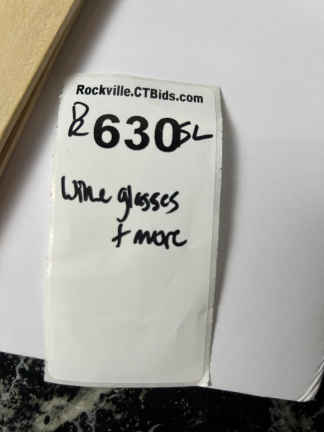 Rockville.CTBids.com
R630SL
Wine glasses
+ more